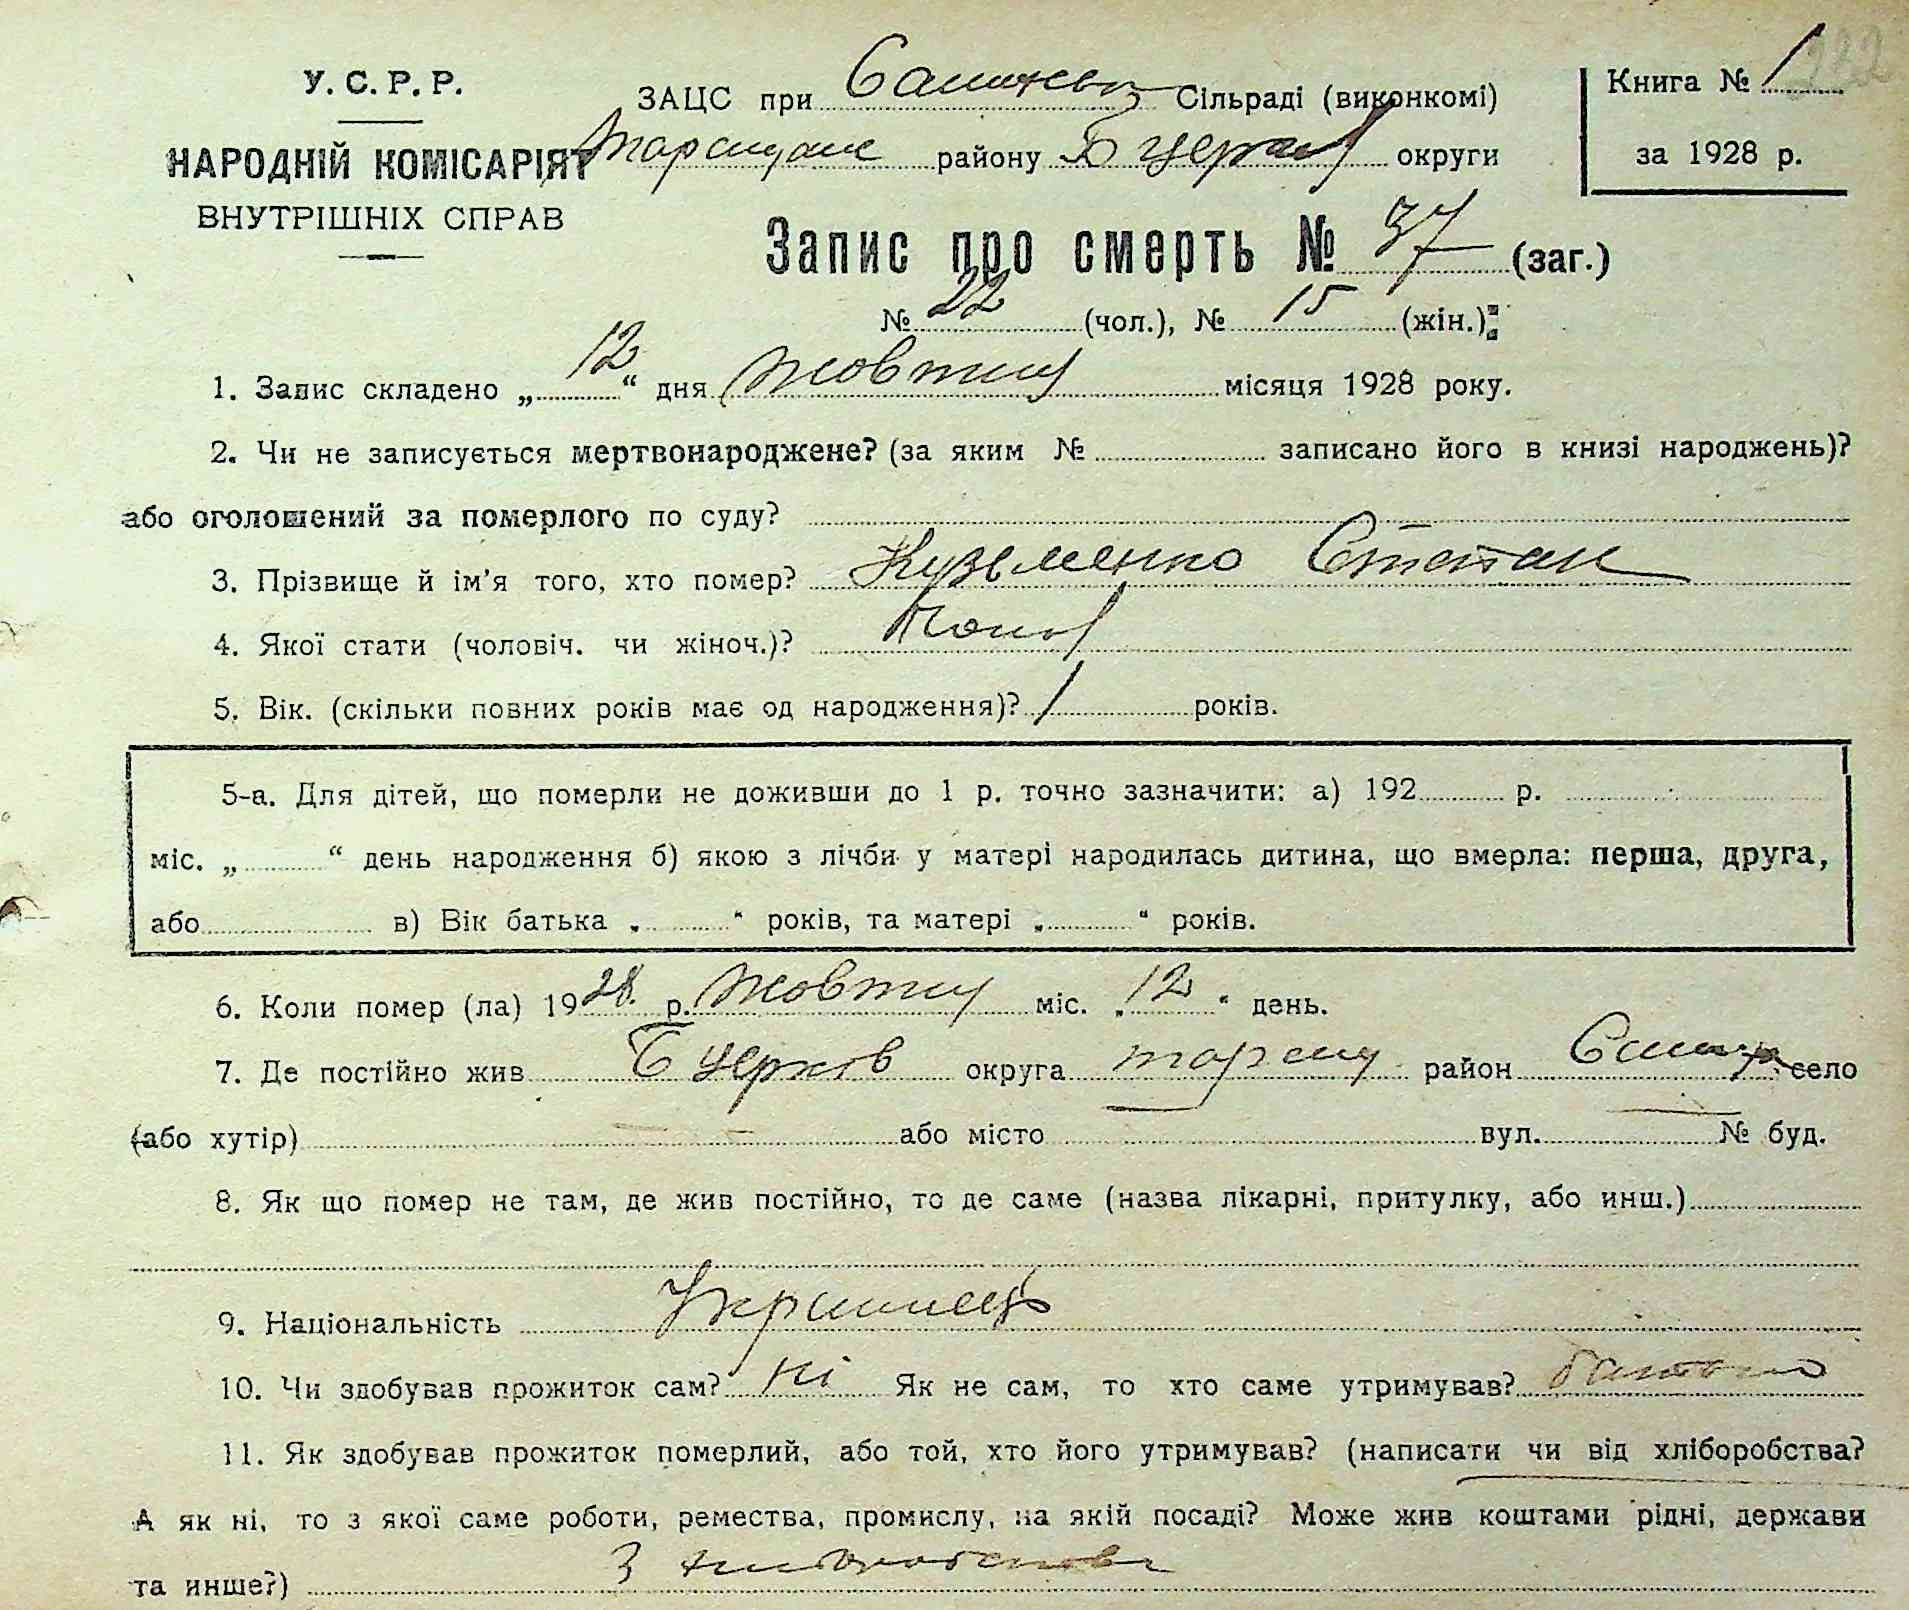 У. С. Р. Р.
НАРОДНІЙ КОМІСАРІЯТ
ВНУТРІШНІХ СПРАВ
ЗАЦС при Сільраді (виконкомі)
району Б Церков округи
Книга № 1
за 1928 р.
Запис про смерть № 37 (заг.)
№ 22 (чол.), № 15 (жін.):
1. Запис складено „ 12 “ дня жовтня місяця 1928 року.
2. Чи не записується мертвонароджене? (за яким № записано його в книзі народжень)?
або оголошений за померлого по суду?
3. Прізвище й ім’я того, хто помер? Кузьменко Степан
4. Якої стати (чоловіч. чи жіноч.)?
5. Вік. (скільки повних років має од народження)? 1 років.
5-а. Для дітей, що померли не доживши до 1 р. точно зазначити: а) 192 р.
міс. „ “ день народження б) якою з лічби у матері народилась дитина, що вмерла: перша, друга,
або в) Вік батька „ “ років, та матері „ “ років.
6. Коли помер (ла) 1928 р. жовтня міс. „ 12 “ день.
7. Де постійно жив Б Церков округа таращ район село
(або хутір) або місто вул. № буд.
8. Як що помер не там, де жив постійно, то де саме (назва лікарні, притулку, або инш.)
9. Національність Українець
10. Чи здобував прожиток сам? ні Як не сам, то хто саме утримував? батько
11. Як здобував прожиток померлий, або той, хто його утримував? (написати чи від хліборобства?
А як ні, то з якої саме роботи, ремества, промислу, на якій посаді? Може жив коштами рідні, держави
та инше?) З хліборобства